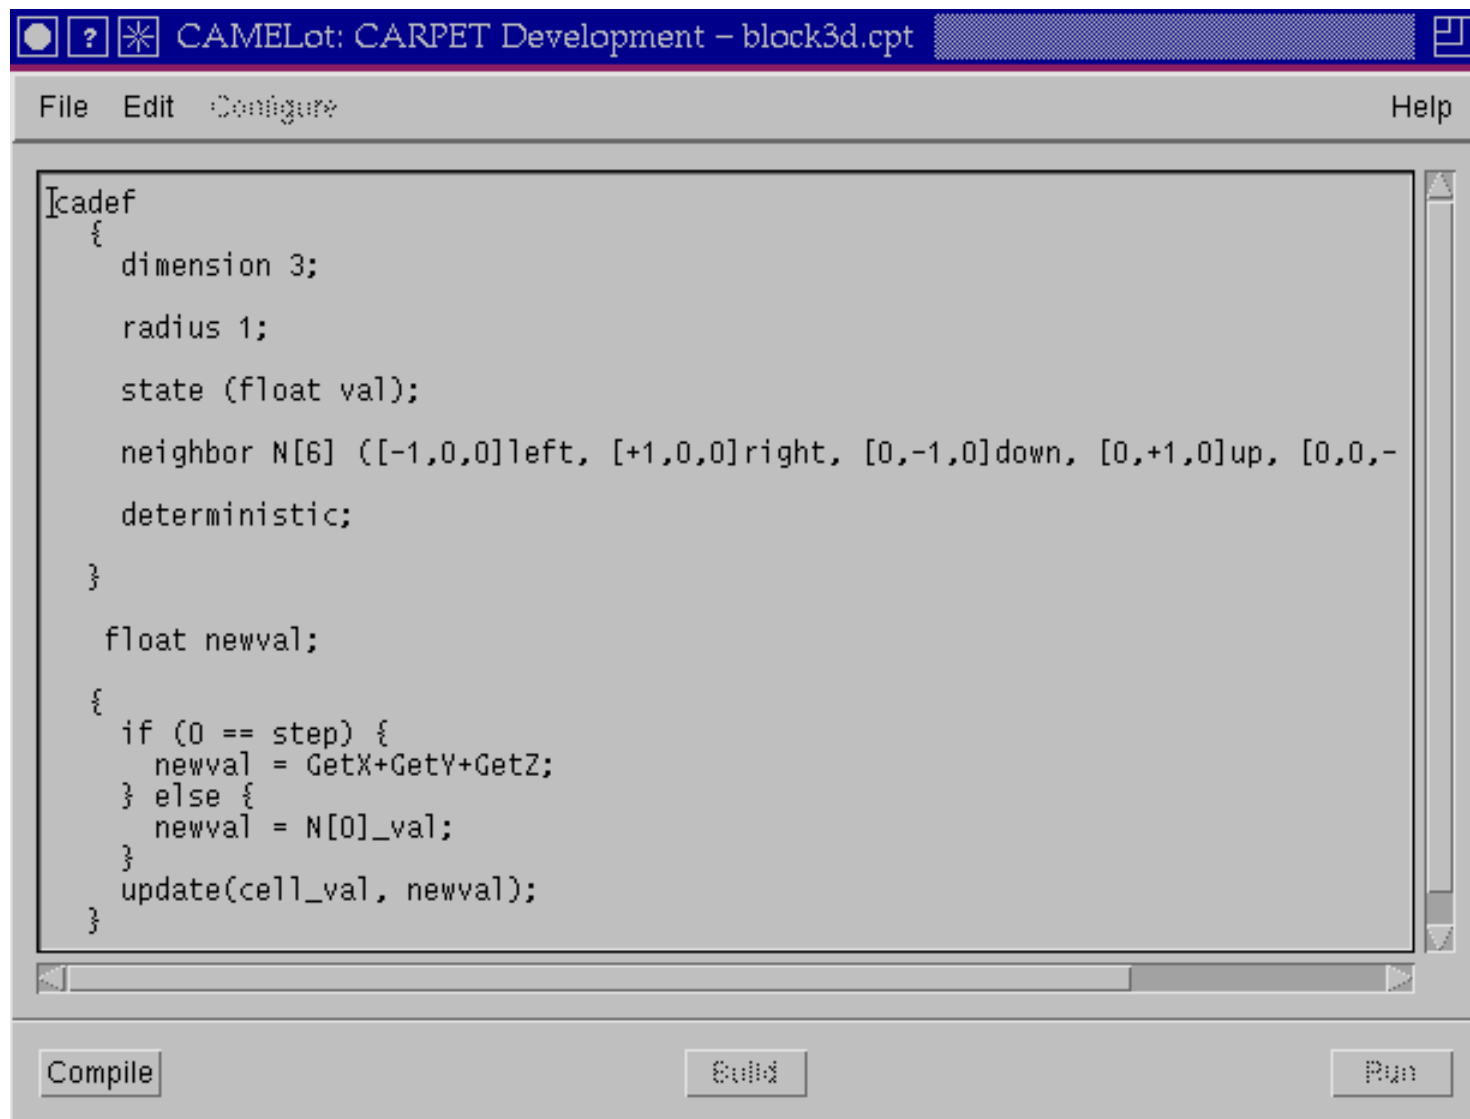 ? CAMELot: CARPET Development – block3d.cpt
File Edit Configure Help
cadef
{
dimension 3;
radius 1;
state (float val);
neighbor N[6] ([-1,0,0]left, [+1,0,0]right, [0,-1,0]down, [0,+1,0]up, [0,0,-
deterministic;
}
float newval;
{
if (0 == step) {
newval = GetX+GetY+GetZ;
} else {
newval = N[0]_val;
}
update(cell_val, newval);
}
Compile Build Run